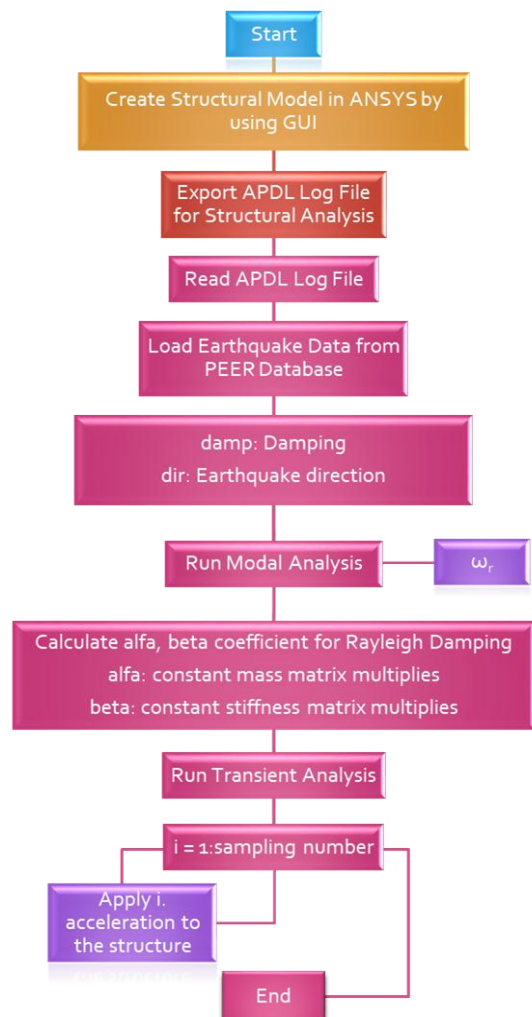 Start
Create Structural Model in ANSYS by
using GUI
Export APDL Log File
for Structural Analysis
Read APDL Log File
Load Earthquake Data from
PEER Database
damp: Damping
dir: Earthquake direction
Run Modal Analysis
ωr
Calculate alfa, beta coefficient for Rayleigh Damping
alfa: constant mass matrix multiplies
beta: constant stiffness matrix multiplies
Run Transient Analysis
i = 1:sampling number
Apply i.
acceleration to
the structure
End